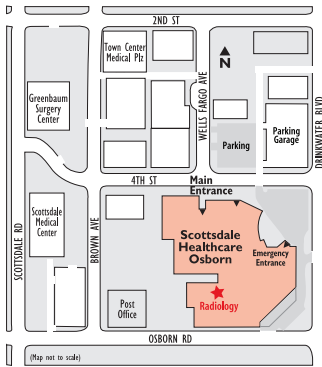 2ND ST
Town Center
Medical Plz
N
WELLS FARGO AVE
Greenbaum
Surgery
Center
Parking
Parking
Garage
DRINKWATER BLVD
4TH ST
Main
Entrance
Scottsdale
Medical
Center
SCOTTSDALE RD
BROWN AVE
Scottsdale
Healthcare
Osborn
Emergency
Entrance
Radiology
Post
Office
OSBORN RD
(Map not to scale)